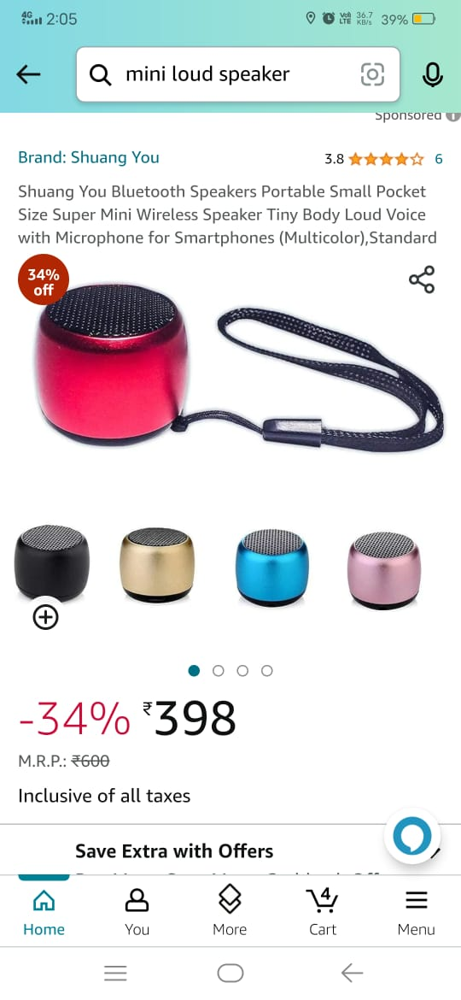 4G 2:05 Vo) LTE 36.7 KB/s 39%
mini loud speaker
Sponsored
Brand: Shuang You 3.8 6
Shuang You Bluetooth Speakers Portable Small Pocket
Size Super Mini Wireless Speaker Tiny Body Loud Voice
with Microphone for Smartphones (Multicolor),Standard
34%
off
-34% ₹398
M.R.P.: ₹600
Inclusive of all taxes
Save Extra with Offers
4
Home You More Cart Menu